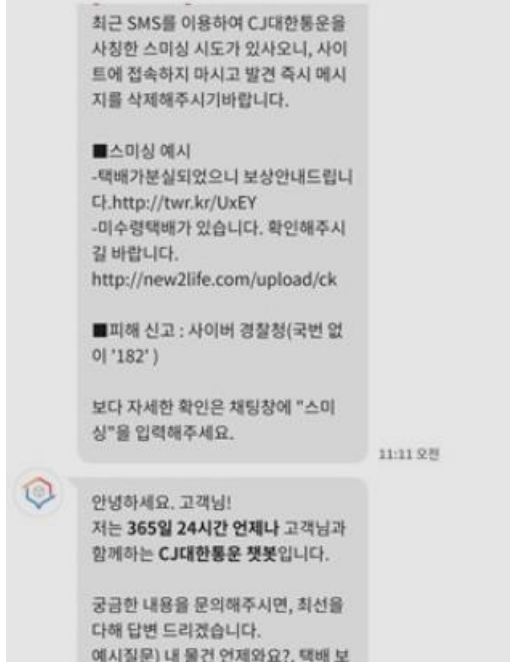 최근 SMS를 이용하여 CJ대한통운을
사칭한 스미싱 시도가 있사오니, 사이
트에 접속하지 마시고 발견 즉시 메시
지를 삭제해주시기바랍니다.
■스미싱 예시
-택배가분실되었으니 보상안내드립니
다.http://twr.kr/UxEY
-미수령택배가 있습니다. 확인해주시
길 바랍니다.
http://new2life.com/upload/ck
■피해 신고 : 사이버 경찰청(국번 없
이 '182' )
보다 자세한 확인은 채팅창에 "스미
싱"을 입력해주세요.
11:11 오전
안녕하세요. 고객님!
저는 365일 24시간 언제나 고객님과
함께하는 CJ대한통운 챗봇입니다.
궁금한 내용을 문의해주시면, 최선을
다해 답변 드리겠습니다.
예시질문) 내 물건 언제와요?, 택배 보